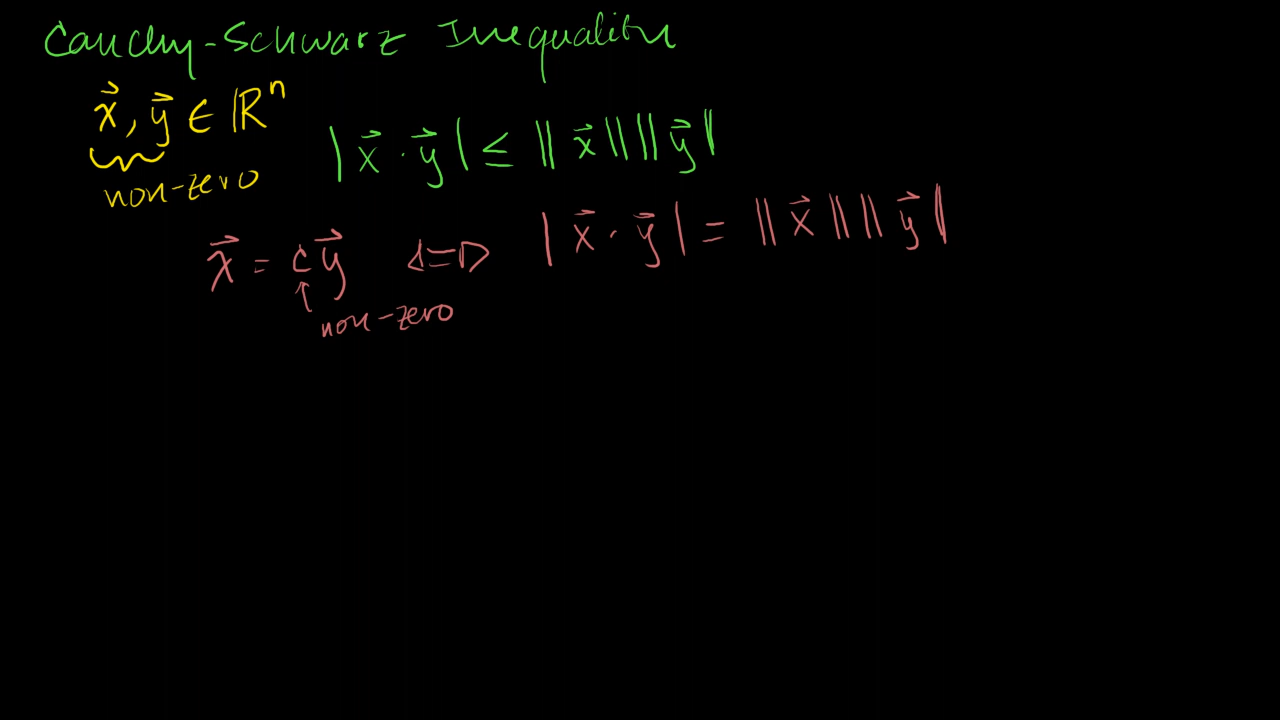 Cauchy-Schwarz Inequality
x⃗, y⃗ ∈ ℝⁿ
non-zero
|x⃗ · y⃗| ≤ ‖x⃗‖‖y⃗‖
x⃗ = cy⃗ ⇔ |x⃗ · y⃗| = ‖x⃗‖‖y⃗‖
↑
non-zero